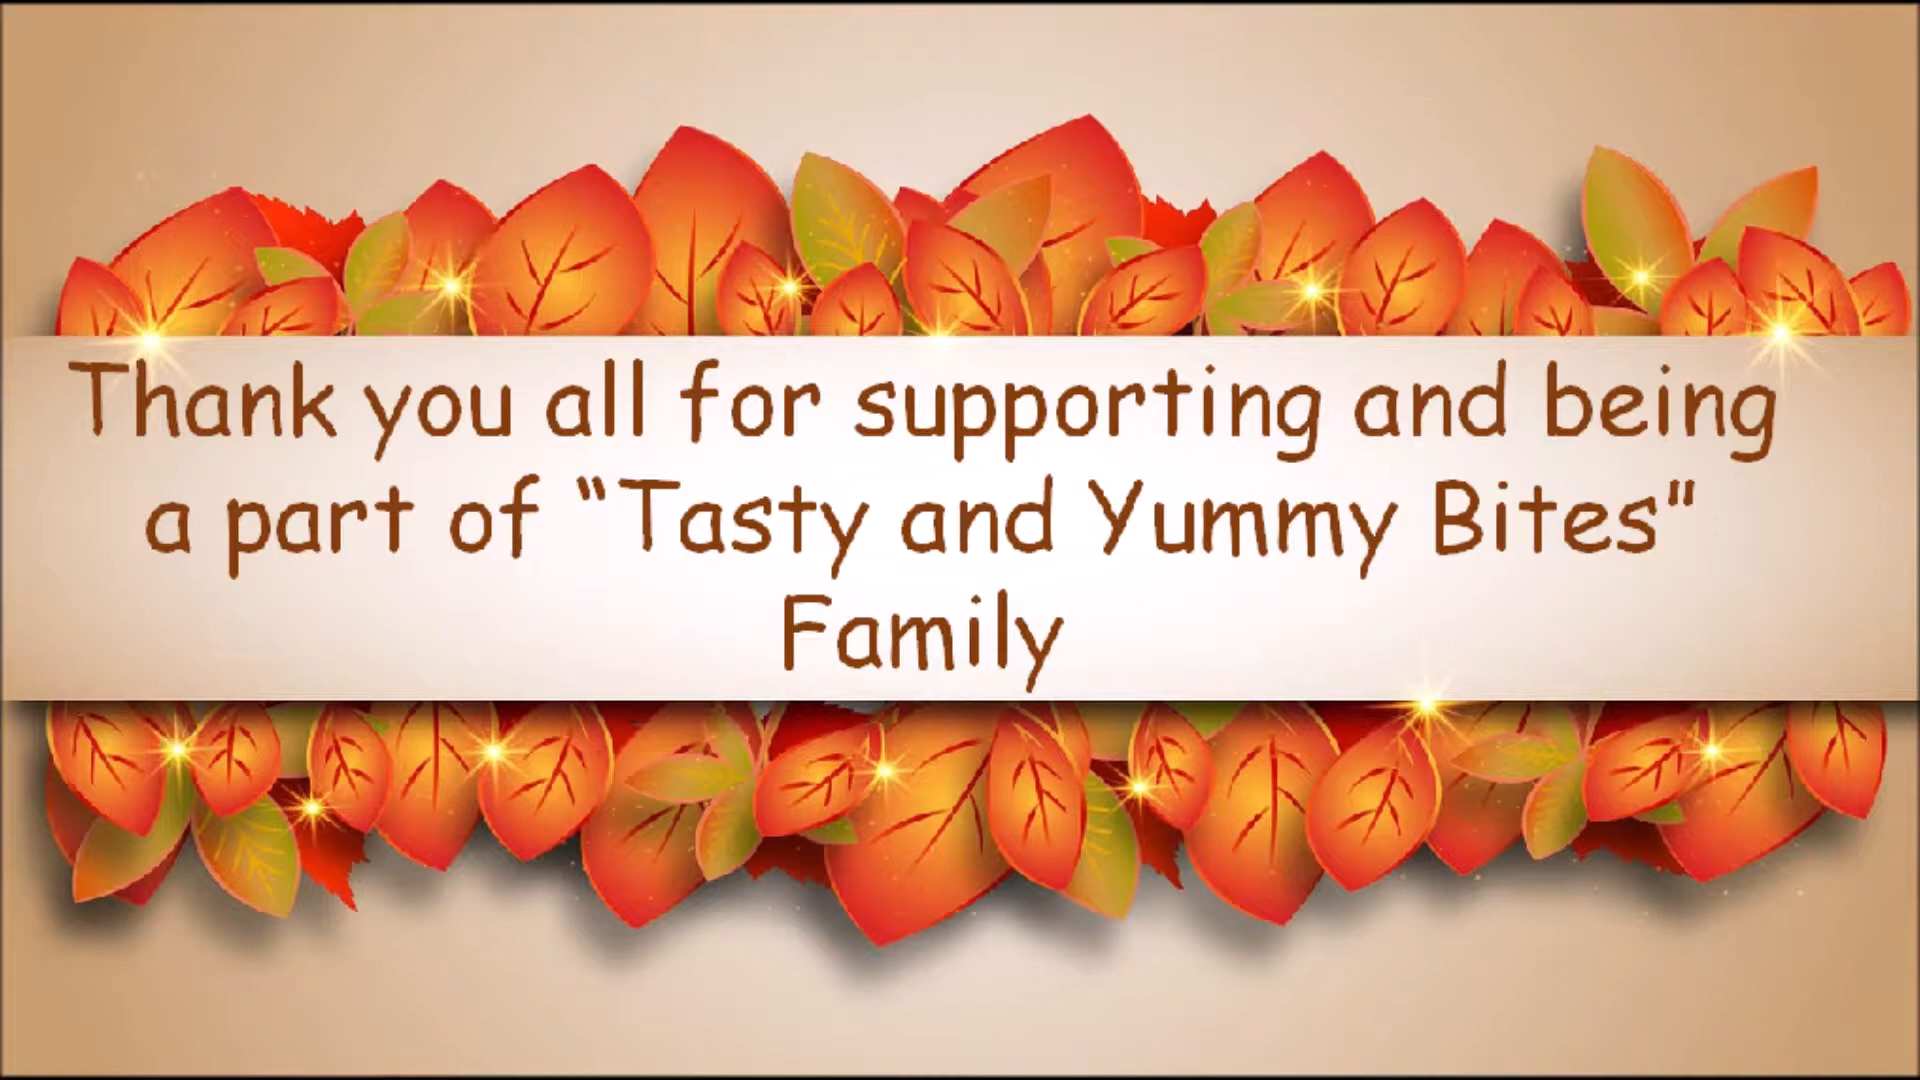 Thank you all for supporting and being
a part of “Tasty and Yummy Bites”
Family